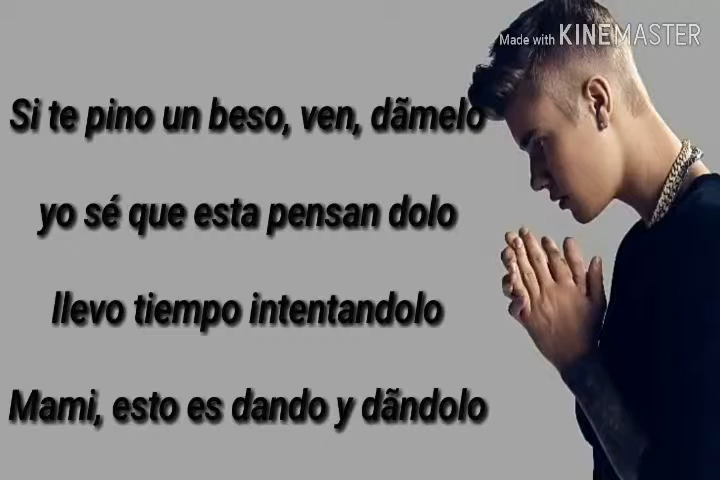 Made with KINEMASTER
Si te pino un beso, ven, dãmelo
yo sé que esta pensan dolo
llevo tiempo intentandolo
Mami, esto es dando y dãndolo